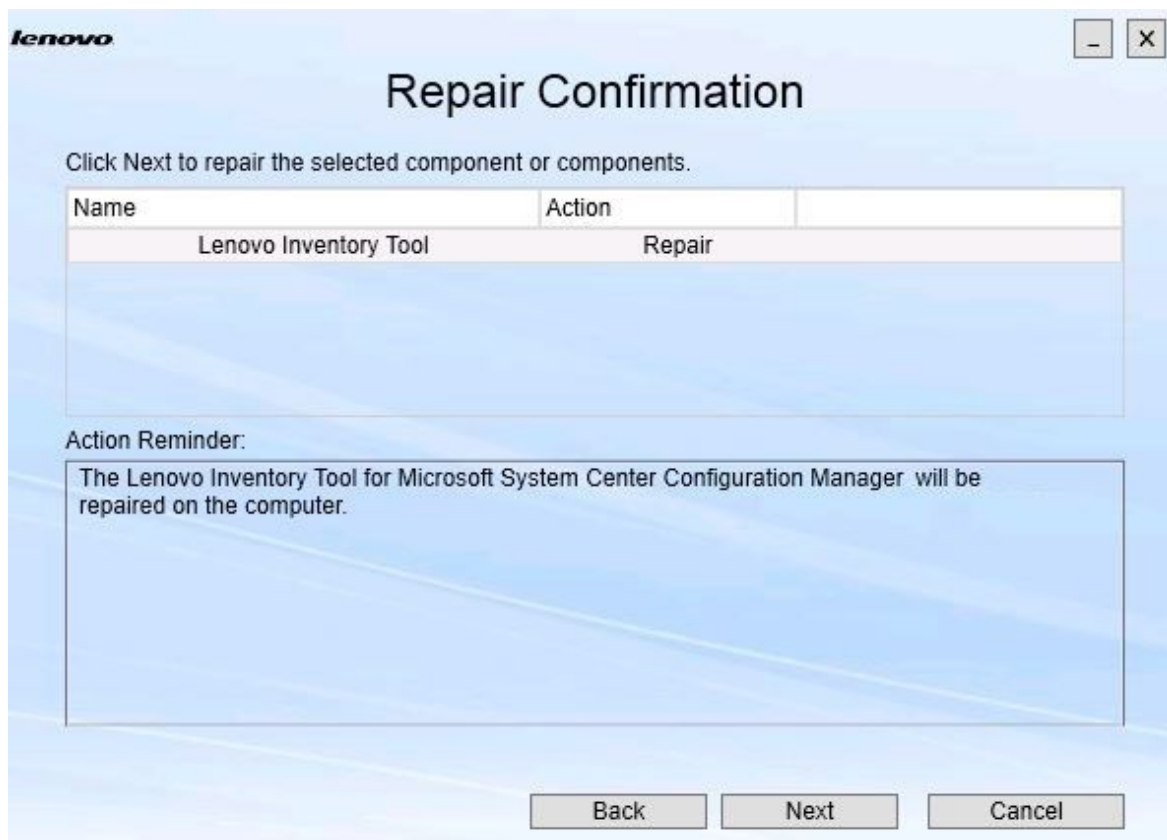 lenovo
_ X
Repair Confirmation
Click Next to repair the selected component or components.
Name Action
Lenovo Inventory Tool Repair
Action Reminder:
The Lenovo Inventory Tool for Microsoft System Center Configuration Manager will be
repaired on the computer.
Back Next Cancel